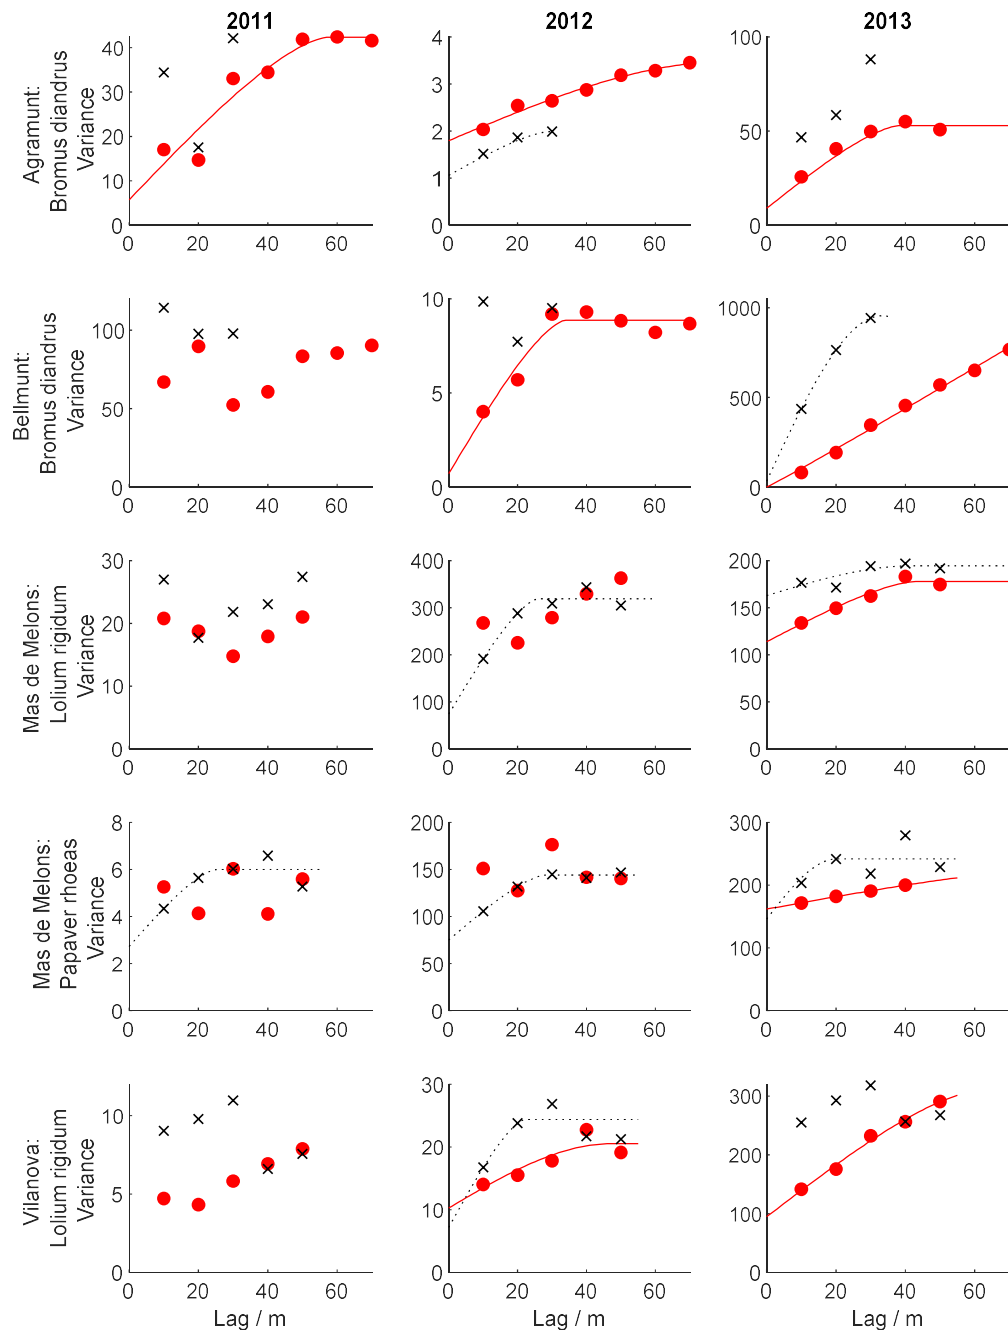 2011 2012 2013
Agramunt:
Bromus diandrus
Variance
40
30
20
10
0
0 20 40 60
4
3
2
1
0
0 20 40 60
100
50
0
0 20 40 60
Bellmunt:
Bromus diandrus
Variance
100
50
0
0 20 40 60
10
5
0
0 20 40 60
1000
500
0
0 20 40 60
Mas de Melons:
Lolium rigidum
Variance
30
20
10
0
0 20 40 60
400
300
200
100
0
0 20 40 60
200
150
100
50
0
0 20 40 60
Mas de Melons:
Papaver rhoeas
Variance
8
6
4
2
0
0 20 40 60
200
150
100
50
0
0 20 40 60
300
200
100
0
0 20 40 60
Vilanova:
Lolium rigidum
Variance
10
5
0
0 20 40 60
Lag / m
30
20
10
0
0 20 40 60
Lag / m
300
200
100
0
0 20 40 60
Lag / m